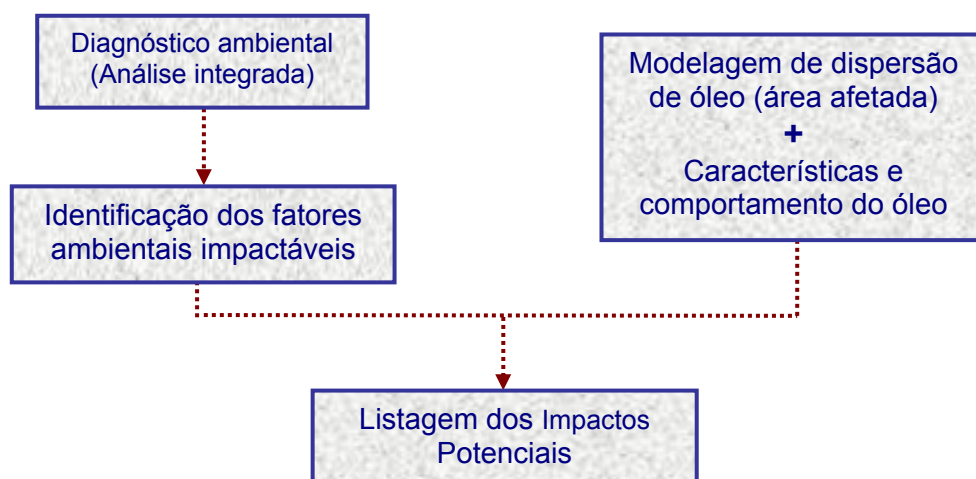 Diagnóstico ambiental
(Análise integrada)
Identificação dos fatores
ambientais impactáveis
Modelagem de dispersão
de óleo (área afetada)
+
Características e
comportamento do óleo
Listagem dos Impactos
Potenciais